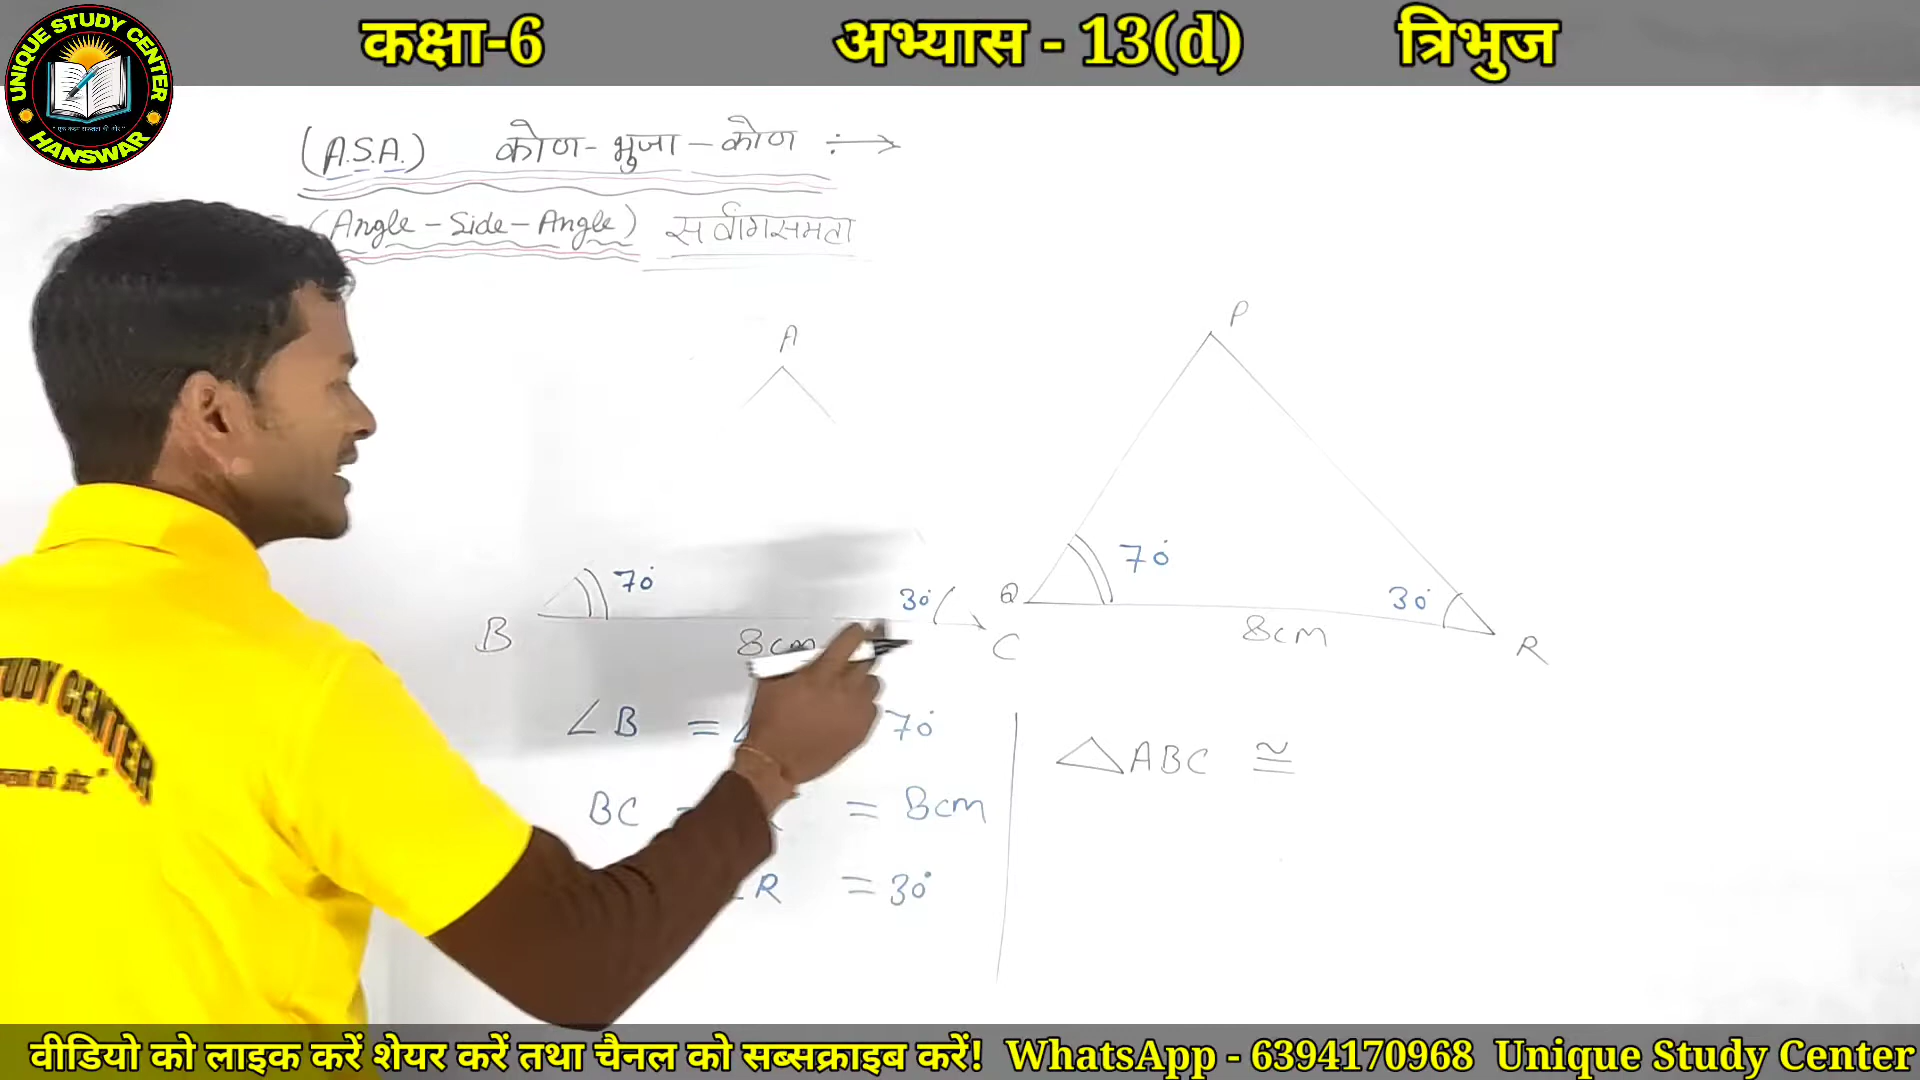 कक्षा-6 अभ्यास - 13(d) त्रिभुज
UNIQUE STUDY CENTER
HANSWAR
(A.S.A.) कोण - भुजा - कोण :→
(Angle - Side - Angle) सर्वांगसमता
A
P
70°
30°
Q
70°
30°
B
8cm
C
8cm
R
∠B = ∠ 70°
BC = 8cm
∠R = 30°
△ABC ≅
STUDY CENTER
वीडियो को लाइक करें शेयर करें तथा चैनल को सब्सक्राइब करें! WhatsApp - 6394170968 Unique Study Center